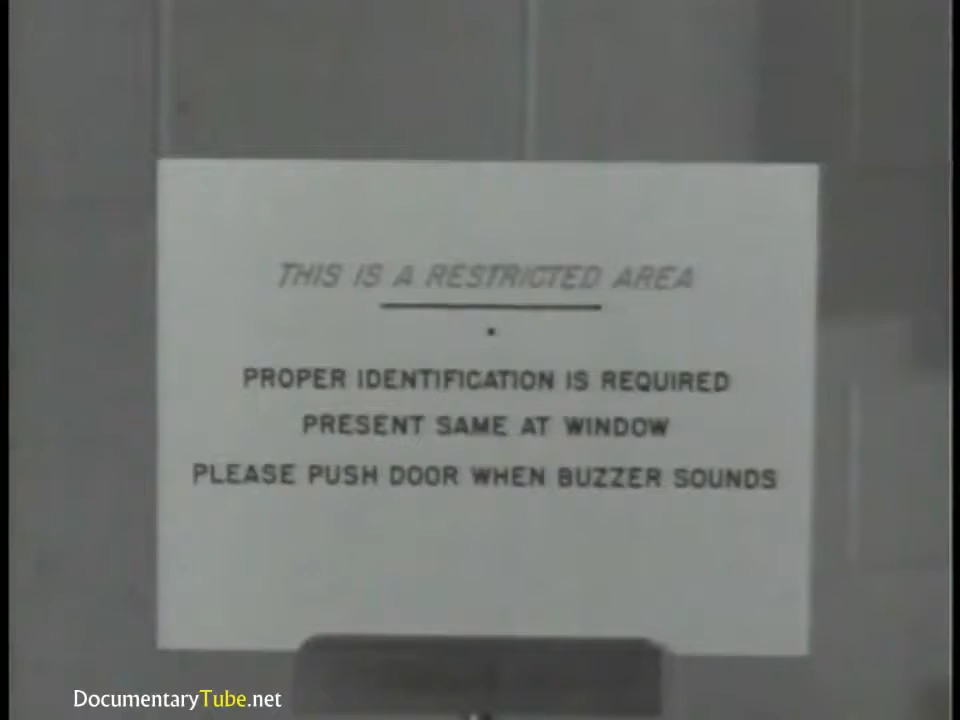 THIS IS A RESTRICTED AREA
PROPER IDENTIFICATION IS REQUIRED
PRESENT SAME AT WINDOW
PLEASE PUSH DOOR WHEN BUZZER SOUNDS
DocumentaryTube.net